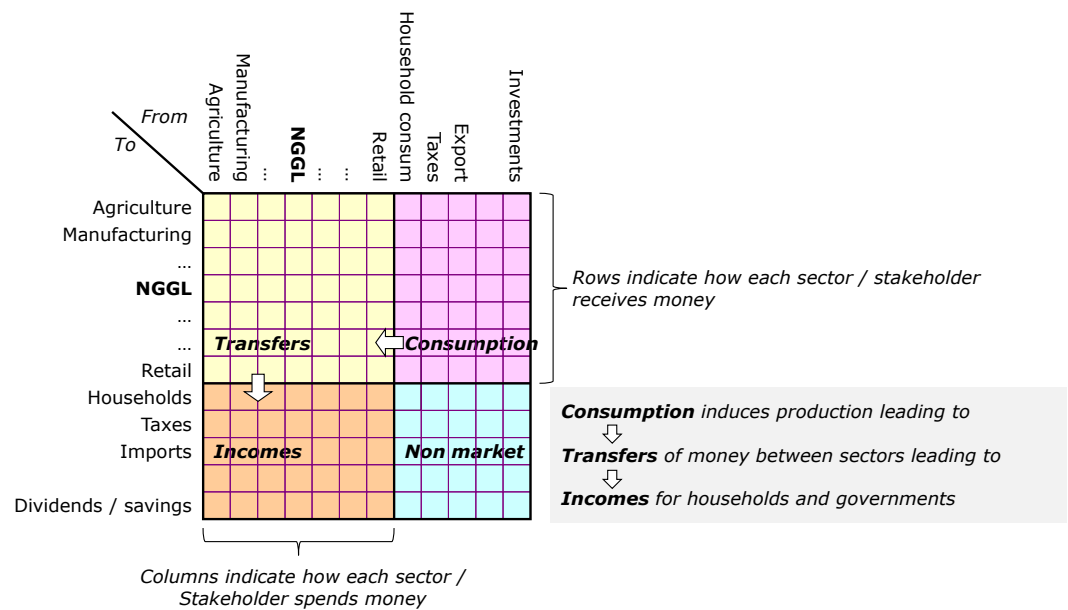 Agriculture
Manufacturing
...
NGGL
...
...
Retail
Household consum
Taxes
Export
Investments
From
To
Agriculture
Manufacturing
...
NGGL
...
...
Transfers
Consumption
Retail
Households
Taxes
Imports
Incomes
Non market
Dividends / savings
Rows indicate how each sector / stakeholder
receives money
Consumption induces production leading to
Transfers of money between sectors leading to
Incomes for households and governments
Columns indicate how each sector /
Stakeholder spends money